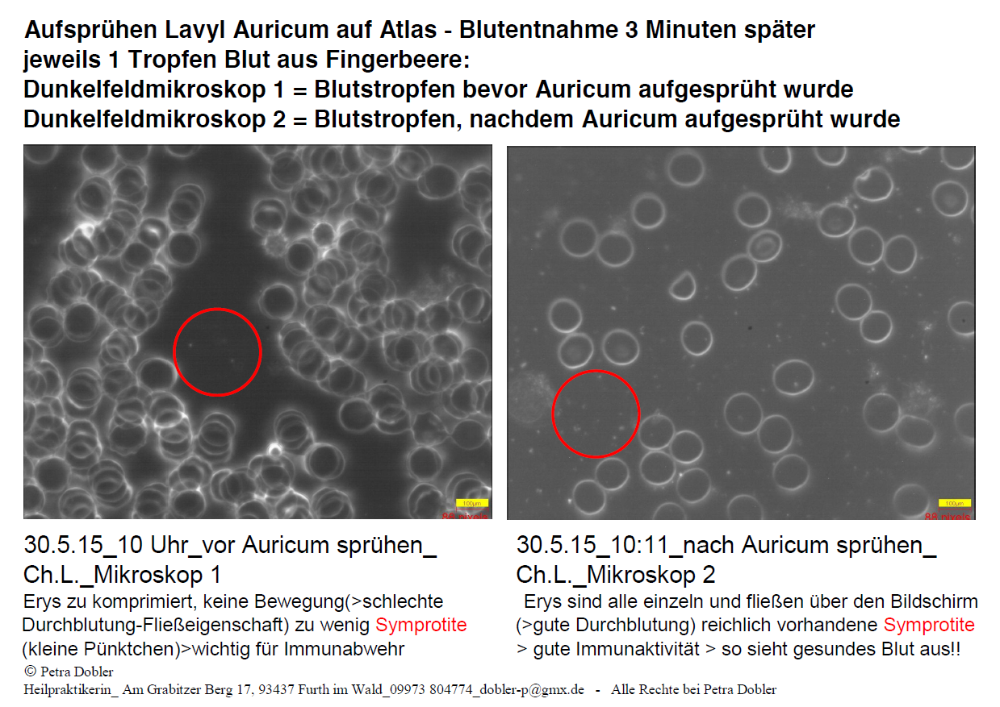 Aufsprühen Lavyl Auricum auf Atlas - Blutentnahme 3 Minuten später
jeweils 1 Tropfen Blut aus Fingerbeere:
Dunkelfeldmikroskop 1 = Blutstropfen bevor Auricum aufgesprüht wurde
Dunkelfeldmikroskop 2 = Blutstropfen, nachdem Auricum aufgesprüht wurde
100µm
88 pixels
100µm
88 pixels
30.5.15_10 Uhr_vor Auricum sprühen_
Ch.L._Mikroskop 1
Erys zu komprimiert, keine Bewegung(>schlechte
Durchblutung-Fließeigenschaft) zu wenig Symprotite
(kleine Pünktchen)>wichtig für Immunabwehr
30.5.15_10:11_nach Auricum sprühen_
Ch.L._Mikroskop 2
Erys sind alle einzeln und fließen über den Bildschirm
(>gute Durchblutung) reichlich vorhandene Symprotite
> gute Immunaktivität > so sieht gesundes Blut aus!!
© Petra Dobler
Heilpraktikerin_ Am Grabitzer Berg 17, 93437 Furth im Wald_09973 804774_dobler-p@gmx.de - Alle Rechte bei Petra Dobler